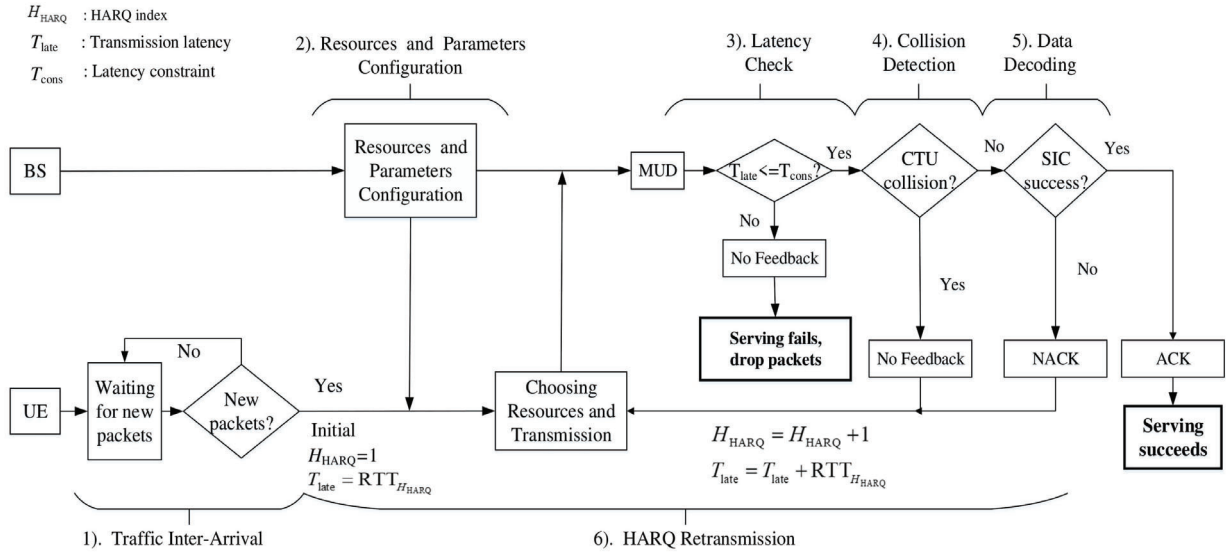 H_HARQ : HARQ index
T_late : Transmission latency
T_cons : Latency constraint
2). Resources and Parameters
Configuration
3). Latency
Check
4). Collision
Detection
5). Data
Decoding
BS
Resources and
Parameters
Configuration
MUD
T_late<=T_cons?
Yes
CTU
collision?
No
SIC
success?
Yes
No
No Feedback
Yes
No
Serving fails,
drop packets
No Feedback
NACK
ACK
Serving
succeeds
UE
Waiting
for new
packets
No
New
packets?
Yes
Initial
H_HARQ=1
T_late = RTT_H_HARQ
Choosing
Resources and
Transmission
H_HARQ = H_HARQ +1
T_late = T_late + RTT_H_HARQ
1). Traffic Inter-Arrival
6). HARQ Retransmission